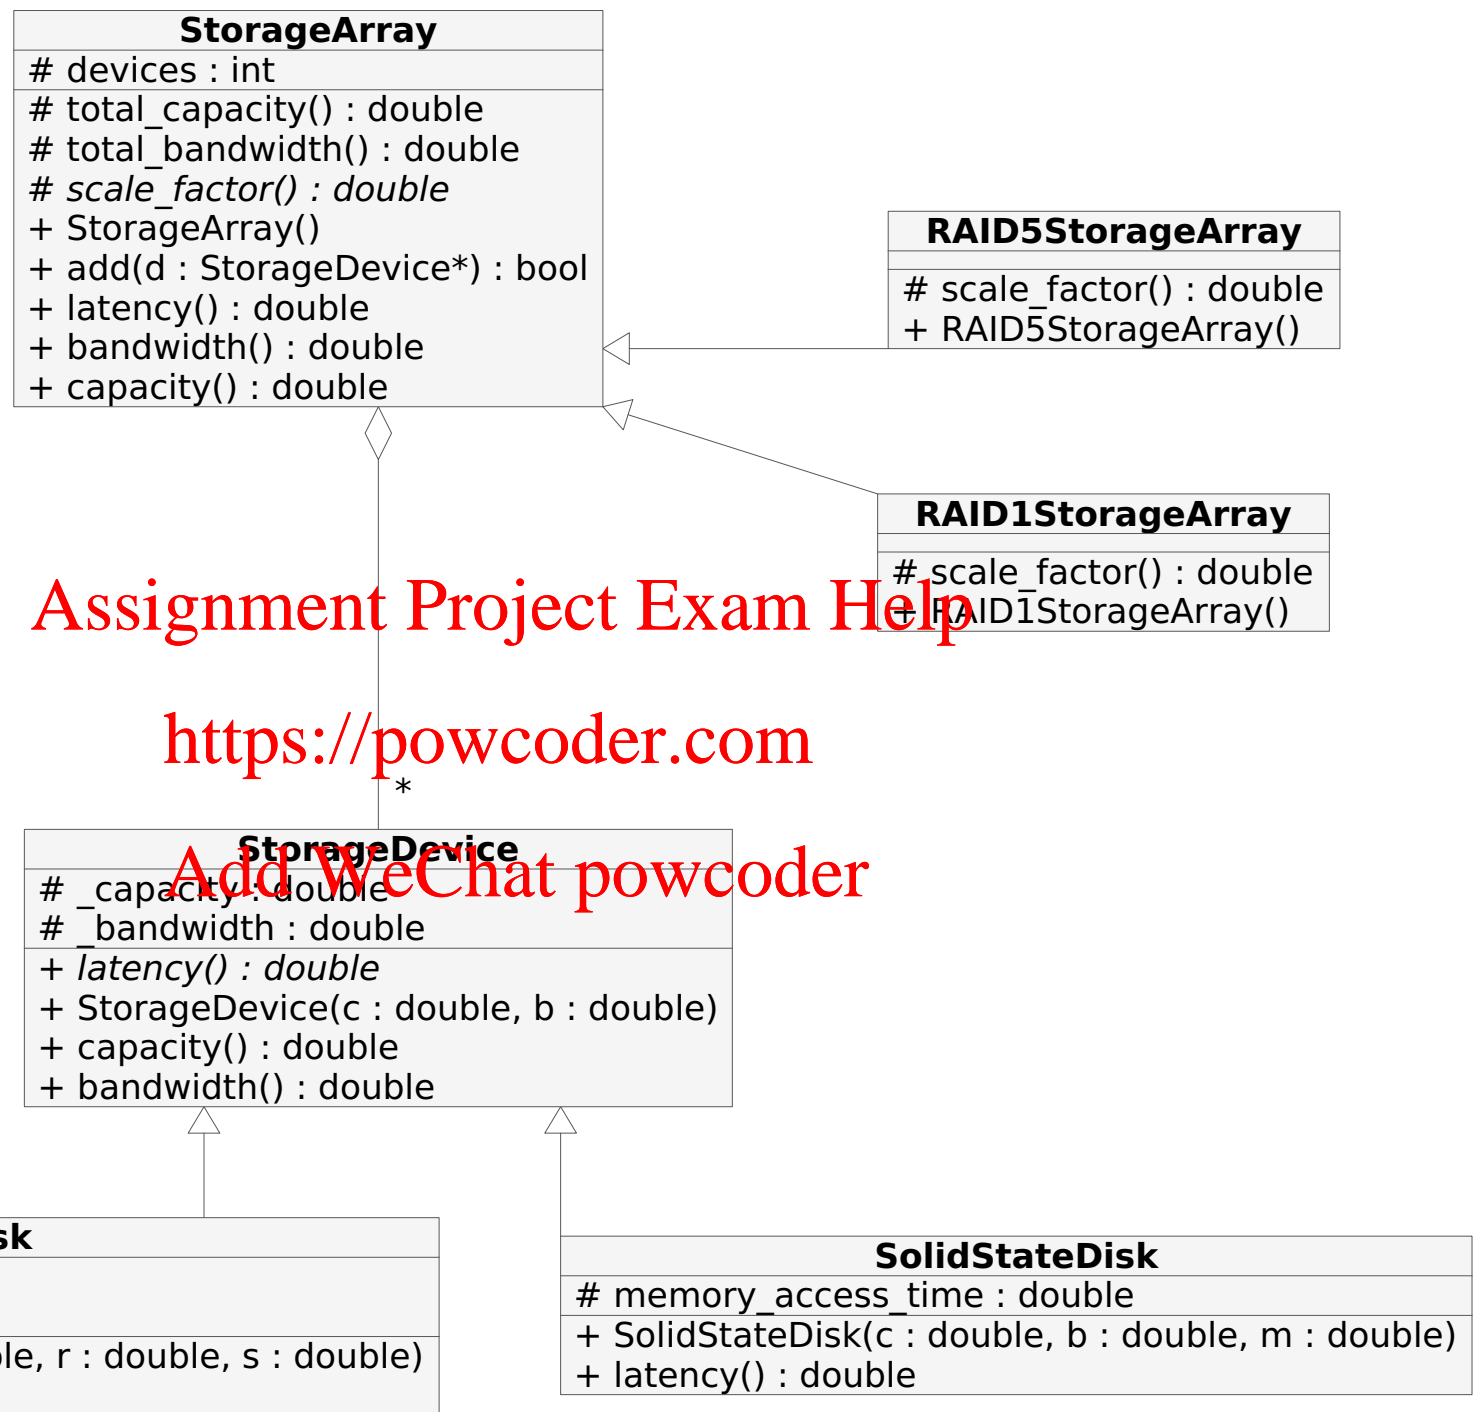 StorageArray
# devices : int
# total_capacity() : double
# total_bandwidth() : double
# scale_factor() : double
+ StorageArray()
+ add(d : StorageDevice*) : bool
+ latency() : double
+ bandwidth() : double
+ capacity() : double
RAID5StorageArray
# scale_factor() : double
+ RAID5StorageArray()
RAID1StorageArray
# scale_factor() : double
+ RAID1StorageArray()
Assignment Project Exam Help
https://powcoder.com
*
StorageDevice
Add WeChat powcoder
# _capacity : double
# _bandwidth : double
+ latency() : double
+ StorageDevice(c : double, b : double)
+ capacity() : double
+ bandwidth() : double
sk
le, r : double, s : double)
SolidStateDisk
# memory_access_time : double
+ SolidStateDisk(c : double, b : double, m : double)
+ latency() : double